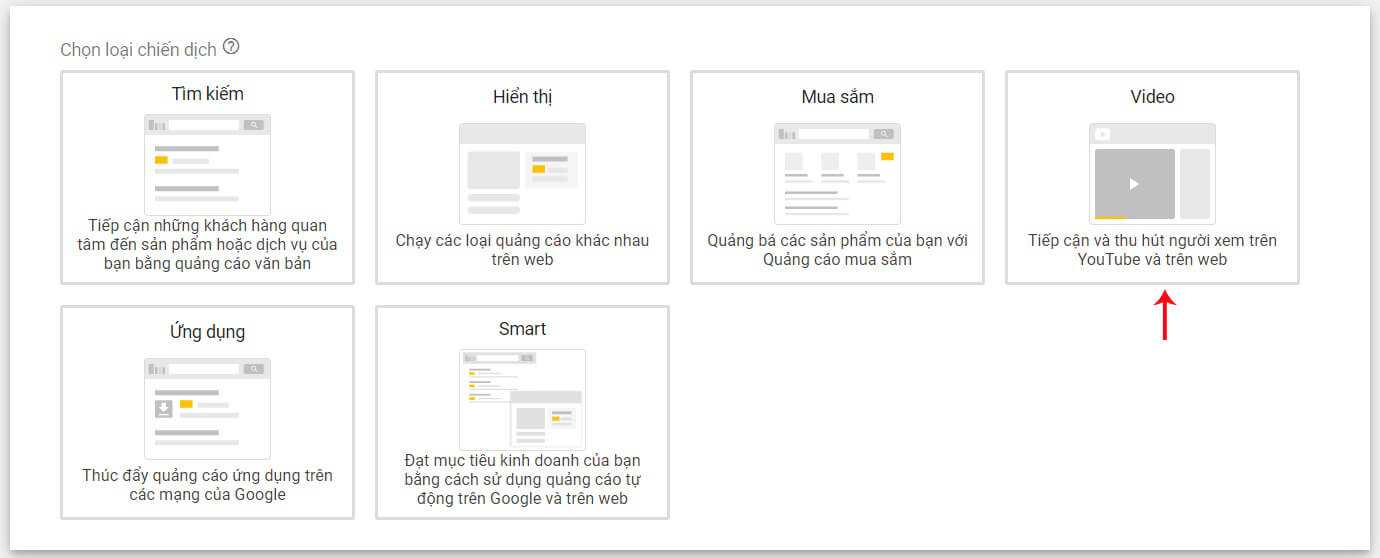 Chọn loại chiến dịch
Tìm kiếm
Tiếp cận những khách hàng quan
tâm đến sản phẩm hoặc dịch vụ của
bạn bằng quảng cáo văn bản
Hiển thị
Chạy các loại quảng cáo khác nhau
trên web
Mua sắm
Quảng bá các sản phẩm của bạn với
Quảng cáo mua sắm
Video
Tiếp cận và thu hút người xem trên
YouTube và trên web
Ứng dụng
Thúc đẩy quảng cáo ứng dụng trên
các mạng của Google
Smart
Đạt mục tiêu kinh doanh của bạn
bằng cách sử dụng quảng cáo tự
động trên Google và trên web